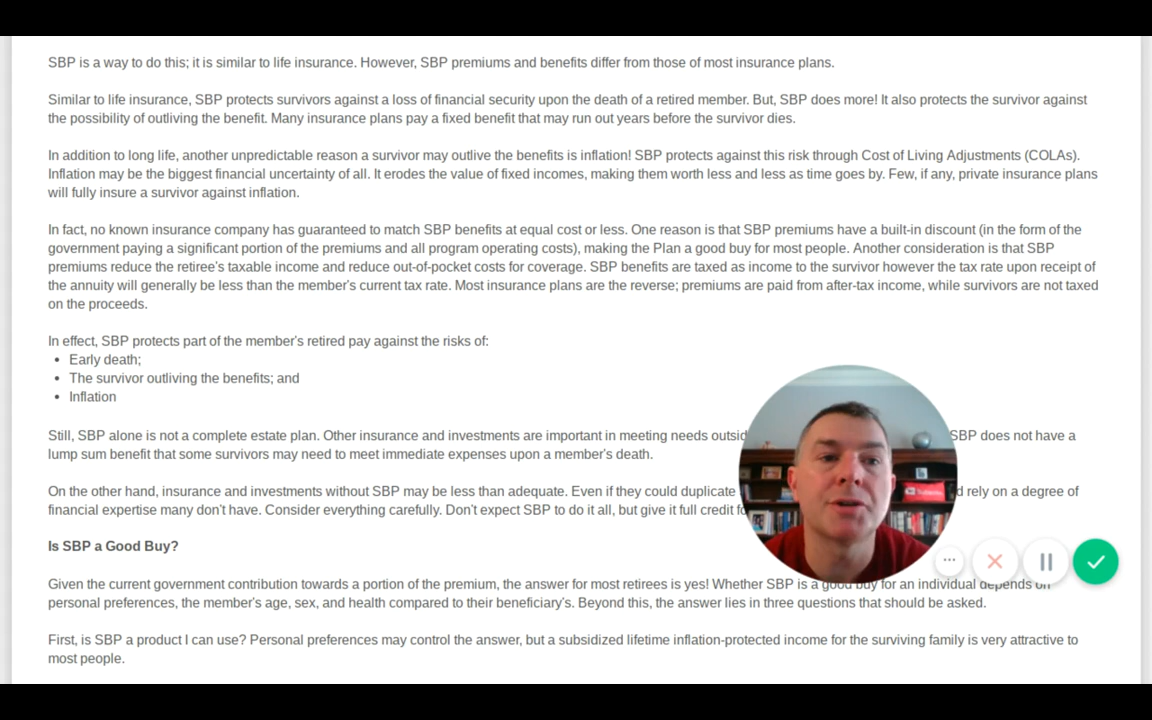 SBP is a way to do this; it is similar to life insurance. However, SBP premiums and benefits differ from those of most insurance plans.
Similar to life insurance, SBP protects survivors against a loss of financial security upon the death of a retired member. But, SBP does more! It also protects the survivor against
the possibility of outliving the benefit. Many insurance plans pay a fixed benefit that may run out years before the survivor dies.
In addition to long life, another unpredictable reason a survivor may outlive the benefits is inflation! SBP protects against this risk through Cost of Living Adjustments (COLAs).
Inflation may be the biggest financial uncertainty of all. It erodes the value of fixed incomes, making them worth less and less as time goes by. Few, if any, private insurance plans
will fully insure a survivor against inflation.
In fact, no known insurance company has guaranteed to match SBP benefits at equal cost or less. One reason is that SBP premiums have a built-in discount (in the form of the
government paying a significant portion of the premiums and all program operating costs), making the Plan a good buy for most people. Another consideration is that SBP
premiums reduce the retiree's taxable income and reduce out-of-pocket costs for coverage. SBP benefits are taxed as income to the survivor however the tax rate upon receipt of
the annuity will generally be less than the member's current tax rate. Most insurance plans are the reverse; premiums are paid from after-tax income, while survivors are not taxed
on the proceeds.
In effect, SBP protects part of the member's retired pay against the risks of:
• Early death;
• The survivor outliving the benefits; and
• Inflation
Still, SBP alone is not a complete estate plan. Other insurance and investments are important in meeting needs SBP does not have a
lump sum benefit that some survivors may need to meet immediate expenses upon a member's death.
On the other hand, insurance and investments without SBP may be less than adequate. Even if they could duplicate rely on a degree of
financial expertise many don't have. Consider everything carefully. Don't expect SBP to do it all, but give it full credit
Is SBP a Good Buy?
Given the current government contribution towards a portion of the premium, the answer for most retirees is yes! Whether SBP is a good buy for an individual depends on
personal preferences, the member's age, sex, and health compared to their beneficiary's. Beyond this, the answer lies in three questions that should be asked.
First, is SBP a product I can use? Personal preferences may control the answer, but a subsidized lifetime inflation-protected income for the surviving family is very attractive to
most people.